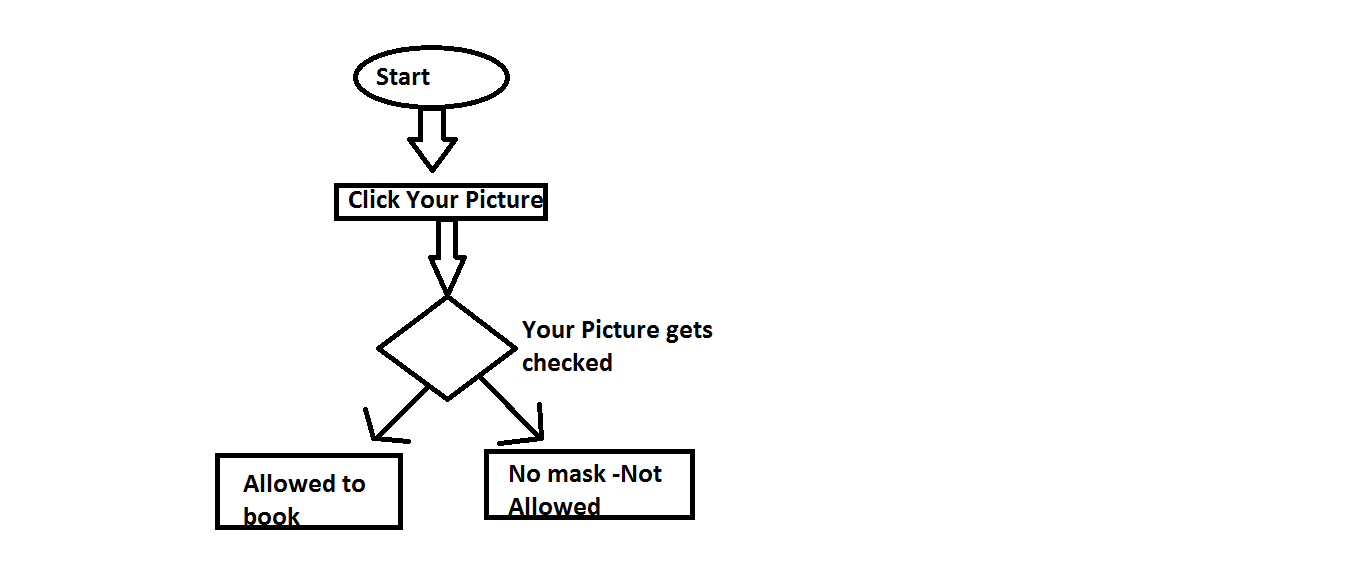 Start
Click Your Picture
Your Picture gets
checked
Allowed to
book
No mask -Not
Allowed